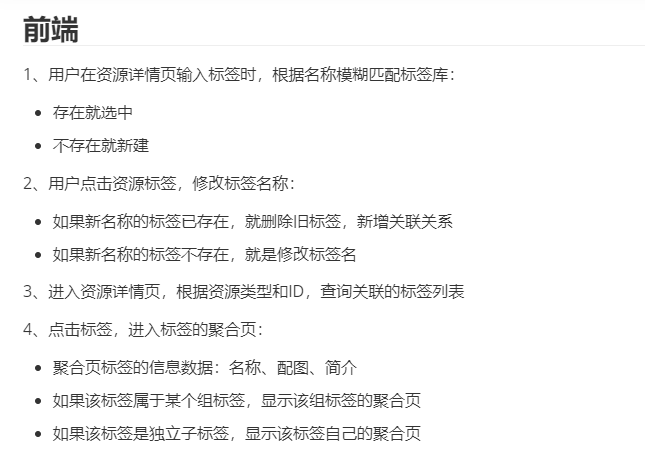 前端
1、用户在资源详情页输入标签时，根据名称模糊匹配标签库：
存在就选中
不存在就新建
2、用户点击资源标签，修改标签名称：
如果新名称的标签已存在，就删除旧标签，新增关联关系
如果新名称的标签不存在，就是修改标签名
3、进入资源详情页，根据资源类型和ID，查询关联的标签列表
4、点击标签，进入标签的聚合页：
聚合页标签的信息数据：名称、配图、简介
如果该标签属于某个组标签，显示该组标签的聚合页
如果该标签是独立子标签，显示该标签自己的聚合页